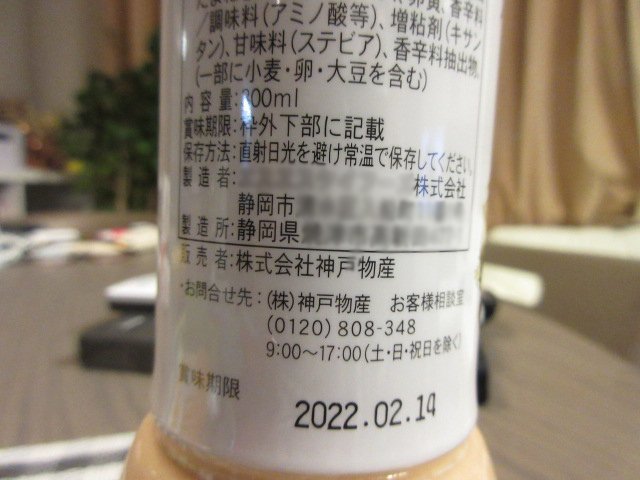 卵黄、香辛料
/調味料(アミノ酸等)、増粘剤(キサン
タン)、甘味料(ステビア)、香辛料抽出物、
(一部に小麦・卵・大豆を含む)
内容量:300ml
賞味期限:枠外下部に記載
保存方法:直射日光を避け常温で保存してください。
製造者:
株式会社
静岡市
製造所:静岡県
販売者:株式会社神戸物産
・お問合せ先:(株)神戸物産 お客様相談室
(0120)808-348
9:00〜17:00(土・日・祝日を除く)
賞味期限
2022.02.14